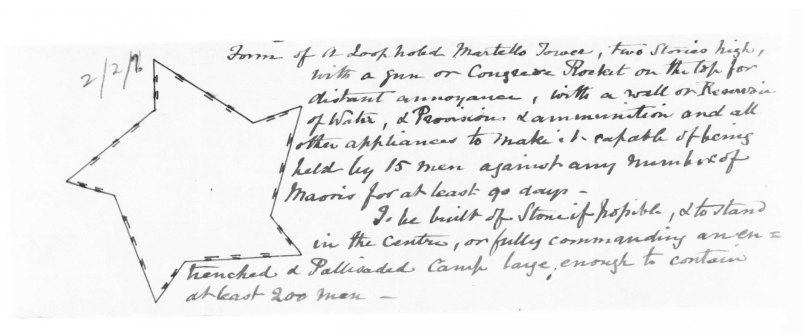 2/2/6
Form of A Loop holed Martello Tower, two Stories high,
with a gun or Congreve Rocket on the top for
distant annoyance, with a wall or Reservoir
of Water, & Provisions & ammunition and all
other appliances to make it capable of being
held by 15 men against any number of
Maoris for at least 90 days -
To be built of Stone if possible, & to stand
in the Centre, or fully commanding an en=
trenched & Pallisaded Camp large enough to contain
at least 200 men -